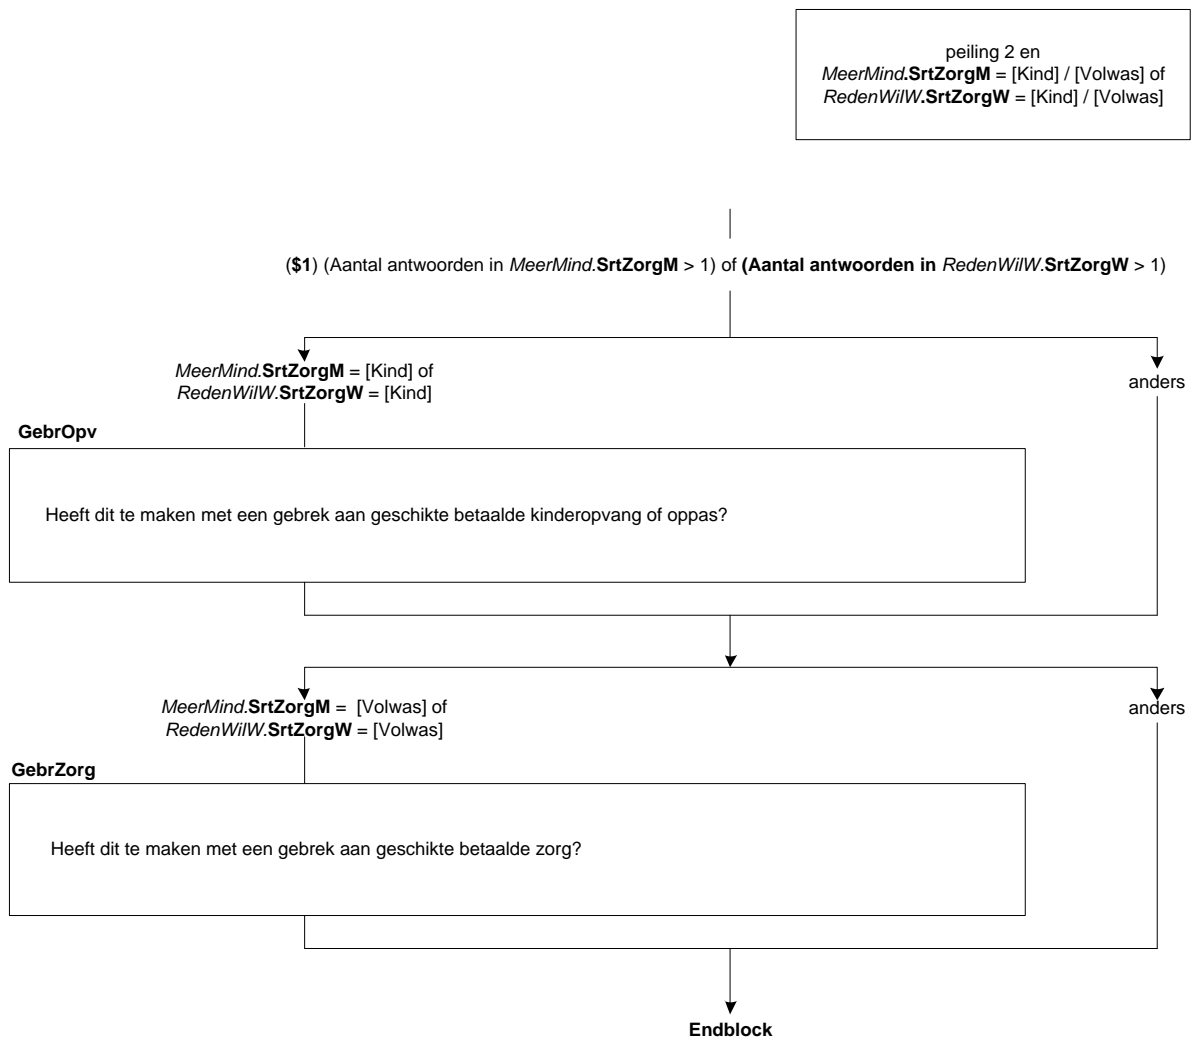 peiling 2 en
MeerMind.SrtZorgM = [Kind] / [Volwas] of
RedenWilW.SrtZorgW = [Kind] / [Volwas]
($1) (Aantal antwoorden in MeerMind.SrtZorgM > 1) of (Aantal antwoorden in RedenWilW.SrtZorgW > 1)
MeerMind.SrtZorgM = [Kind] of
RedenWilW.SrtZorgW = [Kind]
anders
GebrOpv
Heeft dit te maken met een gebrek aan geschikte betaalde kinderopvang of oppas?
MeerMind.SrtZorgM = [Volwas] of
RedenWilW.SrtZorgW = [Volwas]
anders
GebrZorg
Heeft dit te maken met een gebrek aan geschikte betaalde zorg?
Endblock